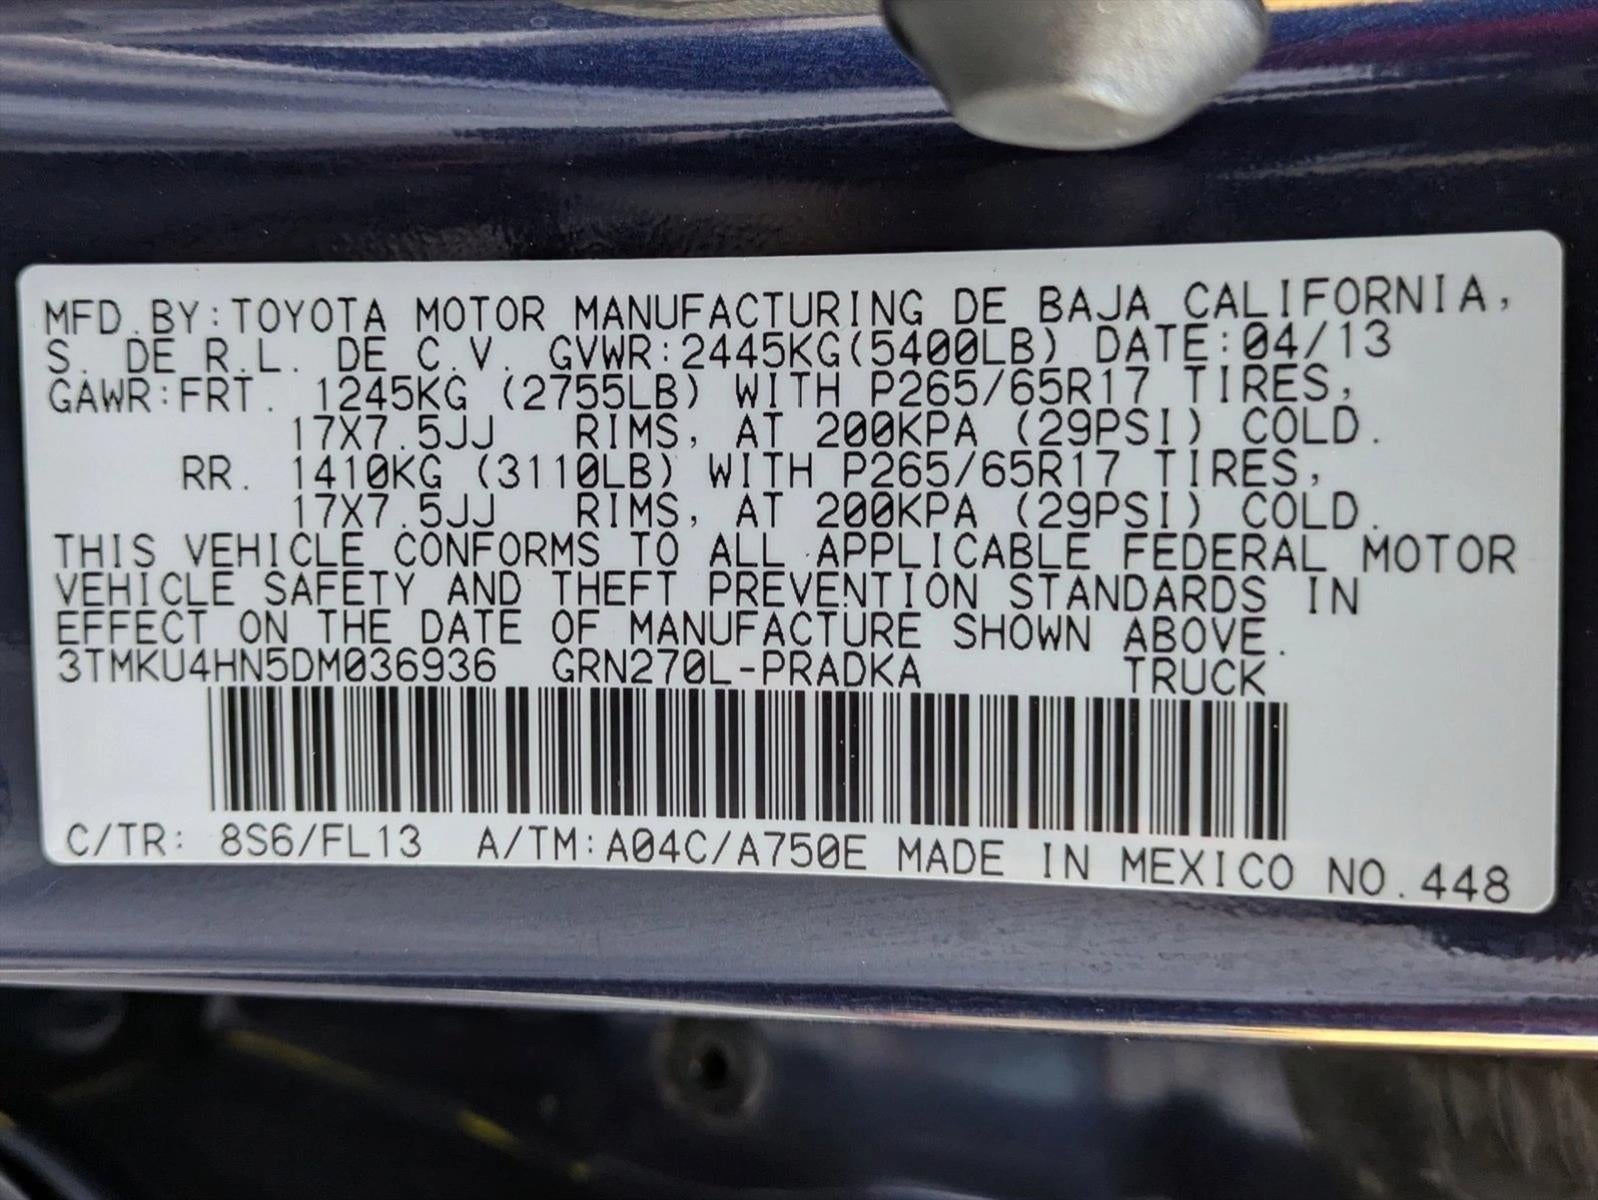 MFD.BY:TOYOTA MOTOR MANUFACTURING DE BAJA CALIFORNIA,
S. DE R.L. DE C.V. GVWR:2445KG(5400LB) DATE:04/13
GAWR:FRT. 1245KG (2755LB) WITH P265/65R17 TIRES,
17X7.5JJ RIMS, AT 200KPA (29PSI) COLD.
RR. 1410KG (3110LB) WITH P265/65R17 TIRES,
17X7.5JJ RIMS, AT 200KPA (29PSI) COLD.
THIS VEHICLE CONFORMS TO ALL APPLICABLE FEDERAL MOTOR
VEHICLE SAFETY AND THEFT PREVENTION STANDARDS IN
EFFECT ON THE DATE OF MANUFACTURE SHOWN ABOVE.
3TMKU4HN5DM036936 GRN270L-PRADKA TRUCK
C/TR: 8S6/FL13 A/TM:A04C/A750E MADE IN MEXICO NO.448